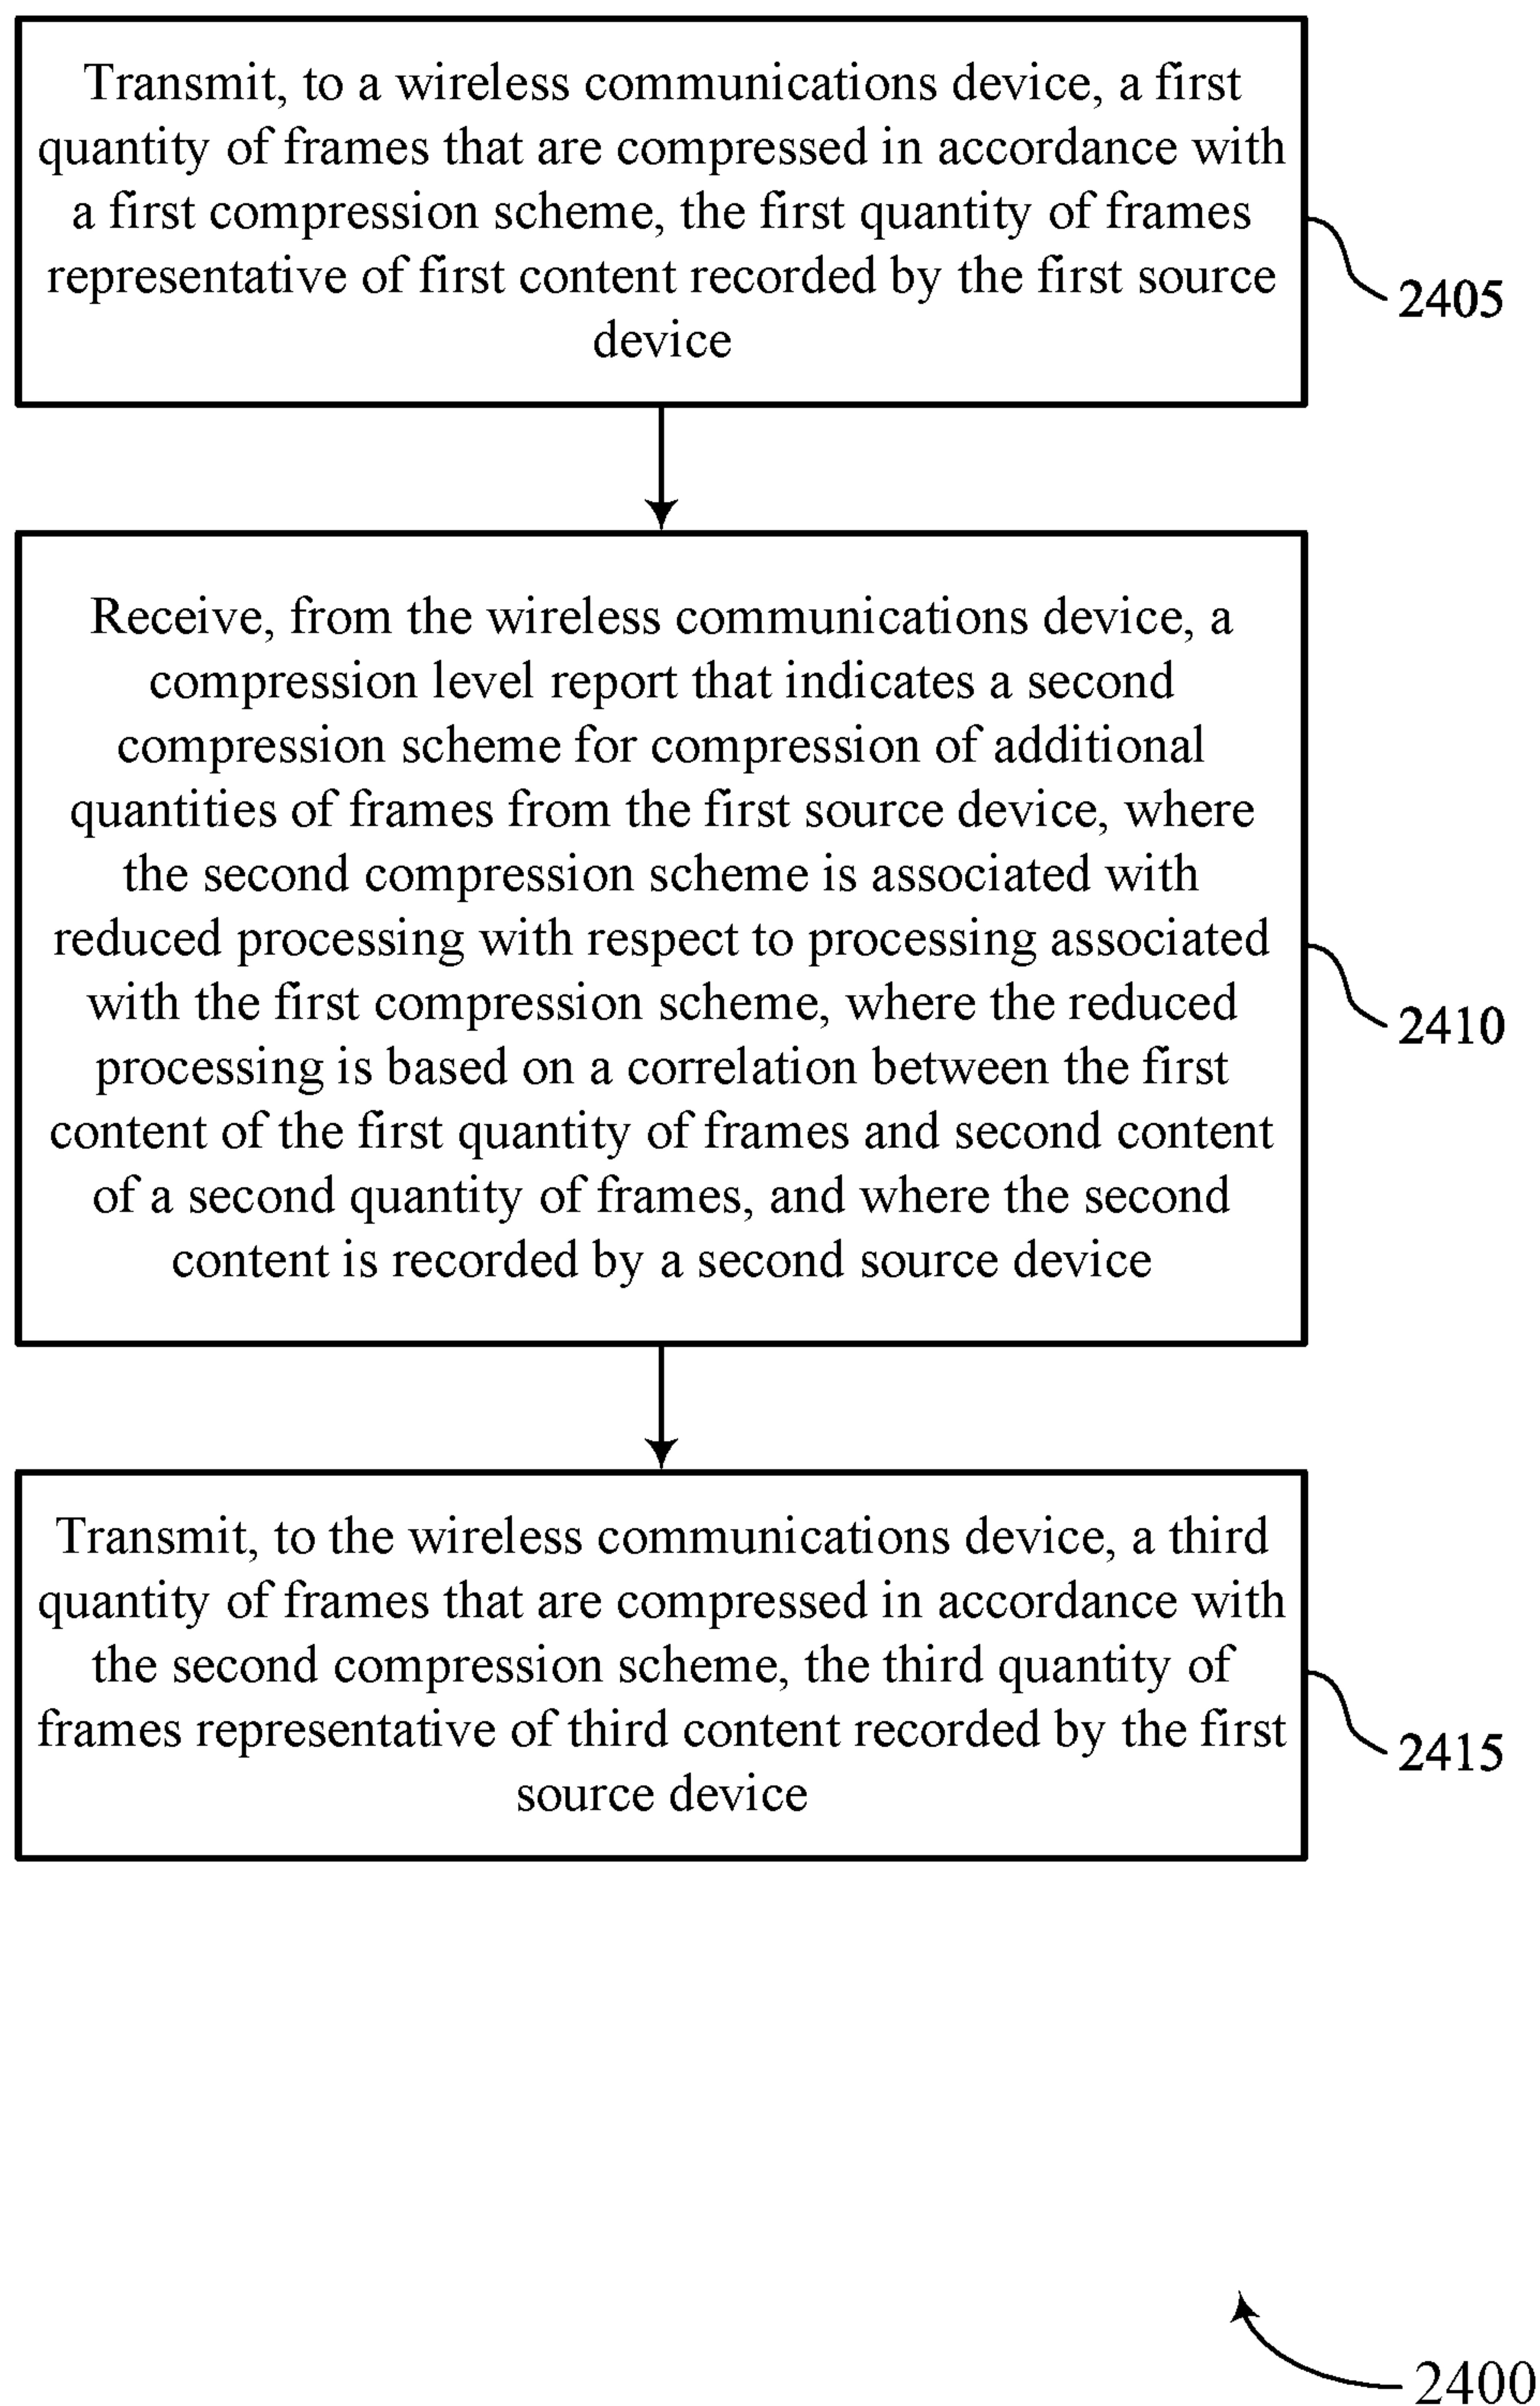 Transmit, to a wireless communications device, a first
quantity of frames that are compressed in accordance with
a first compression scheme, the first quantity of frames
representative of first content recorded by the first source
device
2405
Receive, from the wireless communications device, a
compression level report that indicates a second
compression scheme for compression of additional
quantities of frames from the first source device, where
the second compression scheme is associated with
reduced processing with respect to processing associated
with the first compression scheme, where the reduced
processing is based on a correlation between the first
content of the first quantity of frames and second content
of a second quantity of frames, and where the second
content is recorded by a second source device
2410
Transmit, to the wireless communications device, a third
quantity of frames that are compressed in accordance with
the second compression scheme, the third quantity of
frames representative of third content recorded by the first
source device
2415
2400